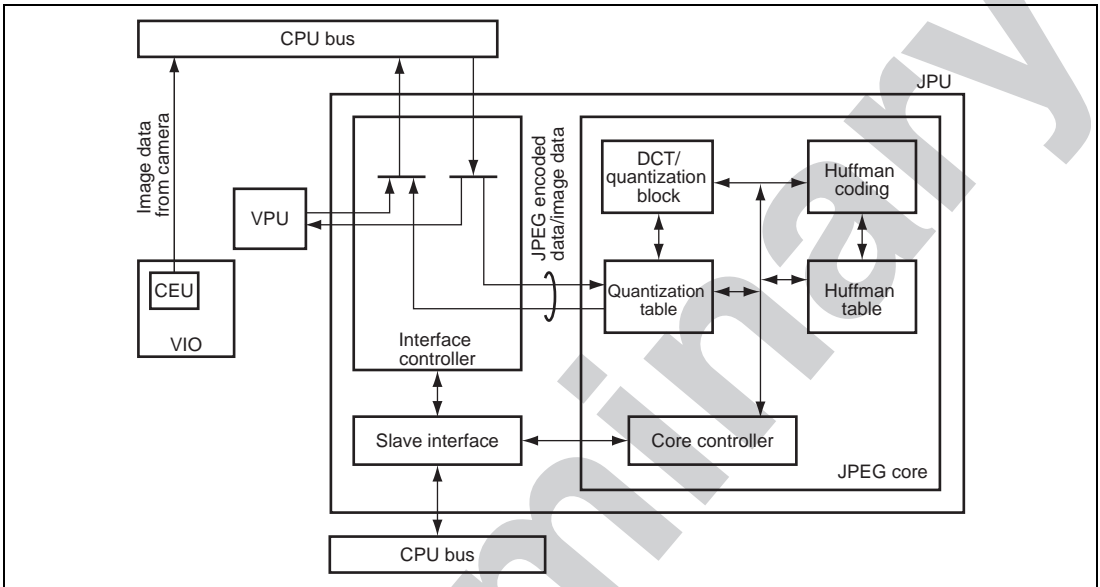 CPU bus
JPU
Image data
from camera
VPU
CEU
VIO
Interface
controller
JPEG encoded
data/image data
DCT/
quantization
block
Huffman
coding
Quantization
table
Huffman
table
Slave interface
Core controller
JPEG core
CPU bus
minary